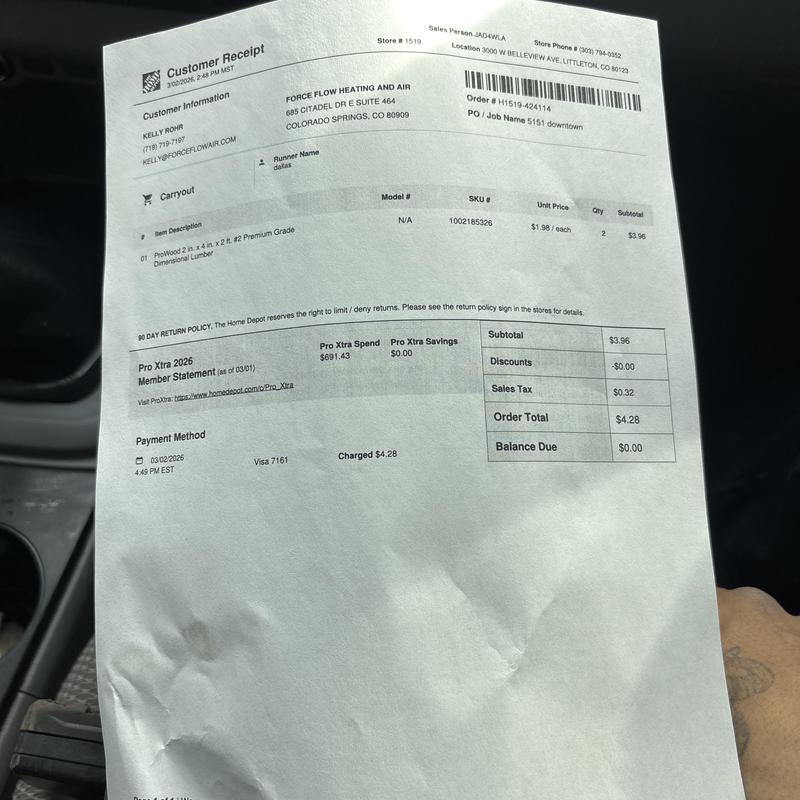 Customer Receipt
3/02/2026, 2:48 PM MST
Sales Person JAD4WLA
Store # 1519
Store Phone # (303) 794-0352
Location 3000 W BELLEVIEW AVE, LITTLETON, CO 80123
Customer Information
KELLY ROHR
(718) 719-7197
KELLY@FORCEFLOWAIR.COM
FORCE FLOW HEATING AND AIR
685 CITADEL DR E SUITE 464
COLORADO SPRINGS, CO 80909
Order # H1519-424114
PO / Job Name 5151 downtown
Carryout
Runner Name
dallas
# Item Description Model # SKU # Unit Price Qty Subtotal
01 ProWood 2 in. x 4 in. x 2 ft. #2 Premium Grade N/A 1002185326 $1.98 / each 2 $3.96
Dimensional Lumber
90 DAY RETURN POLICY. The Home Depot reserves the right to limit / deny returns. Please see the return policy sign in the stores for details.
Pro Xtra 2026
Member Statement (as of 03/01)
Visit ProXtra: https://www.homedepot.com/c/Pro_Xtra
Pro Xtra Spend Pro Xtra Savings
$691.43 $0.00
Subtotal $3.96
Discounts -$0.00
Sales Tax $0.32
Order Total $4.28
Balance Due $0.00
Payment Method
03/02/2026
4:49 PM EST
Visa 7161
Charged $4.28